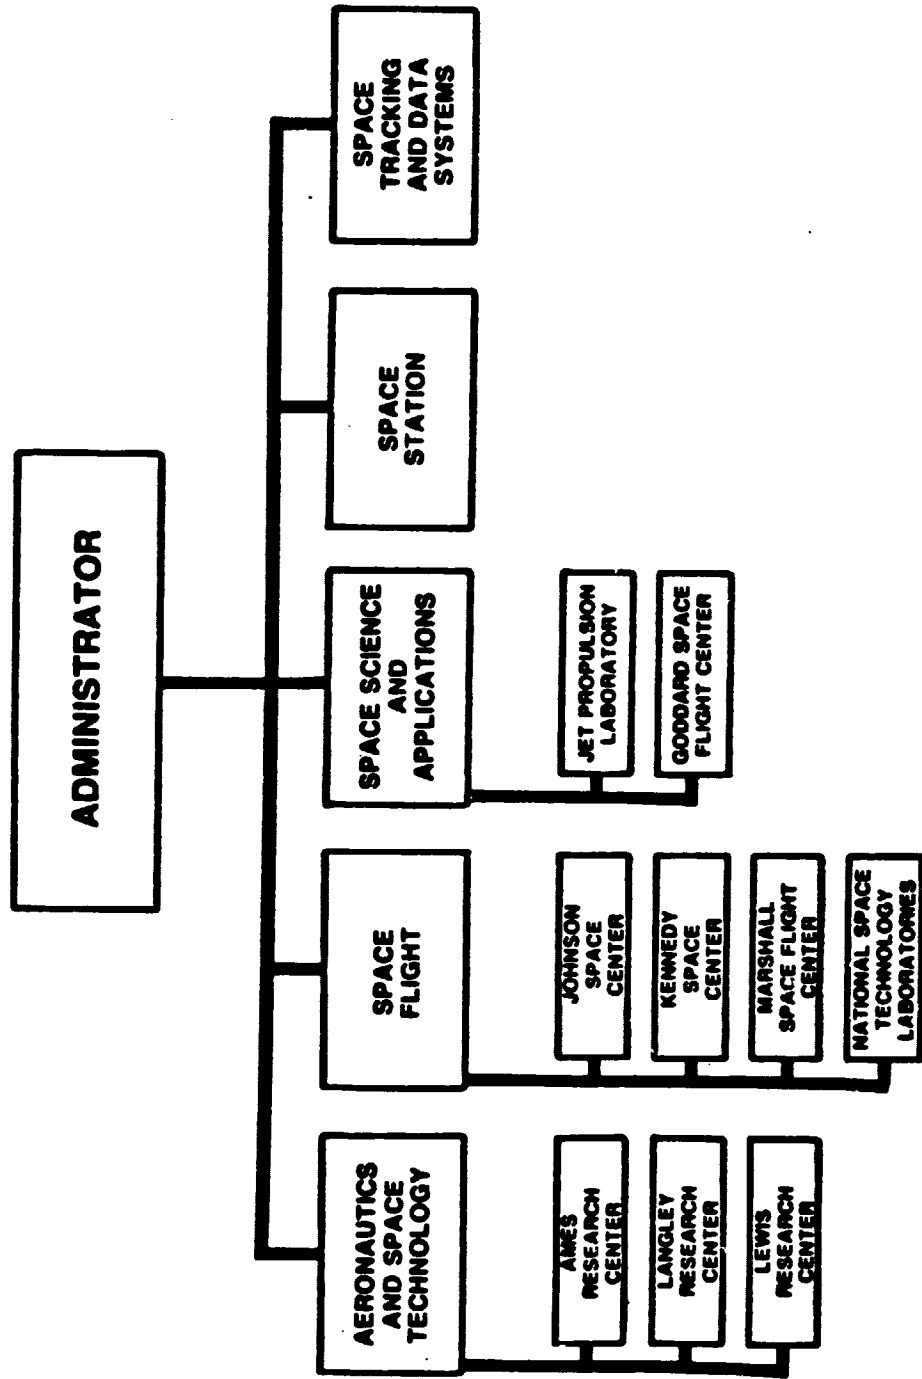 ADMINISTRATOR
AERONAUTICS
AND SPACE
TECHNOLOGY
SPACE
FLIGHT
SPACE SCIENCE
AND
APPLICATIONS
SPACE
STATION
SPACE
TRACKING
AND DATA
SYSTEMS
AMES
RESEARCH
CENTER
LANGLEY
RESEARCH
CENTER
LEWIS
RESEARCH
CENTER
JOHNSON
SPACE
CENTER
KENNEDY
SPACE
CENTER
MARSHALL
SPACE FLIGHT
CENTER
NATIONAL SPACE
TECHNOLOGY
LABORATORIES
JET PROPULSION
LABORATORY
GODDARD SPACE
FLIGHT CENTER